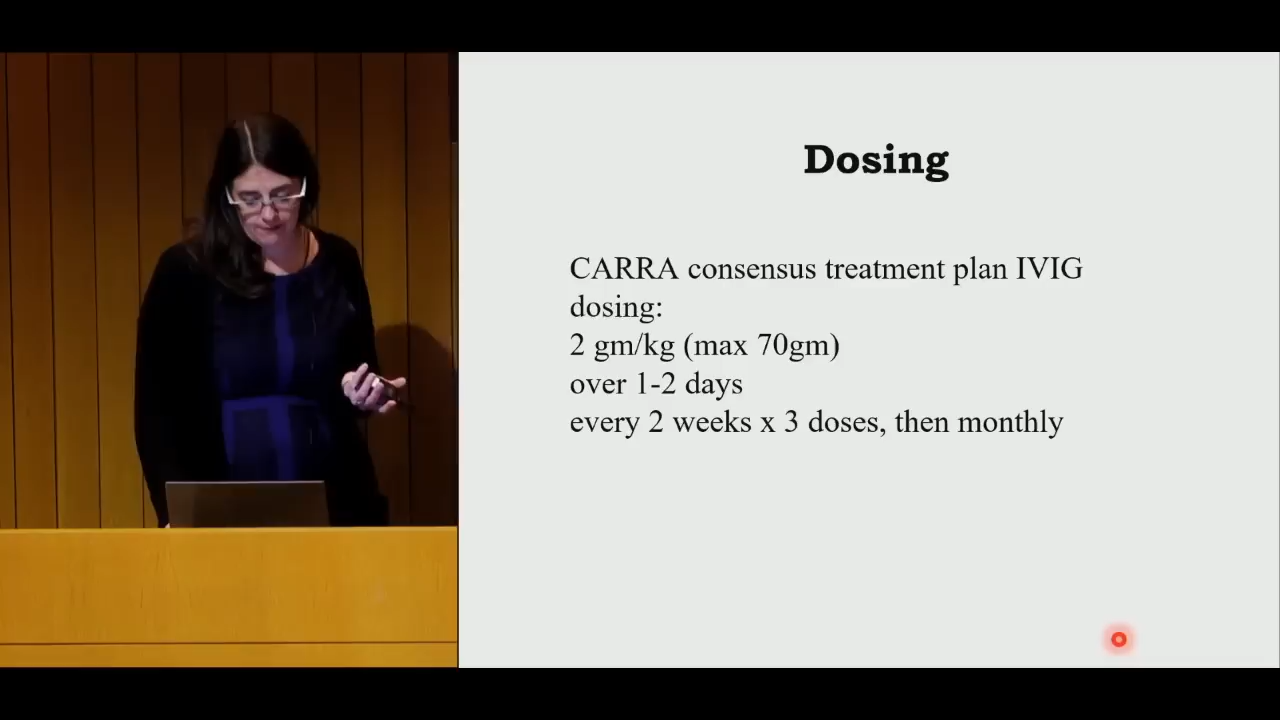 Dosing
CARRA consensus treatment plan IVIG
dosing:
2 gm/kg (max 70gm)
over 1-2 days
every 2 weeks x 3 doses, then monthly